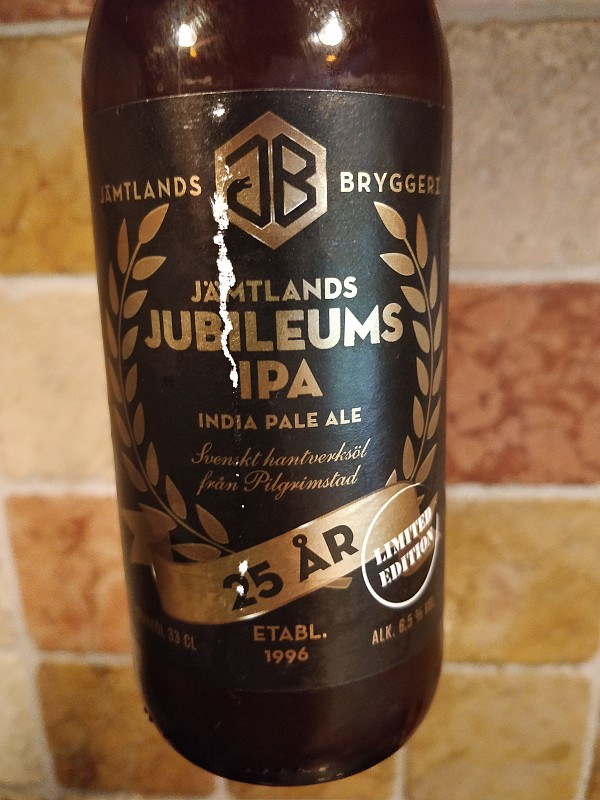 JB
JÄMTLANDS BRYGGERI
JÄMTLANDS
JUBILEUMS
IPA
INDIA PALE ALE
Svenskt hantverksöl
från Pilgrimstad
25 ÅR
LIMITED
EDITION
33 CL
ETABL.
1996
ALK. 6,5 % VOL